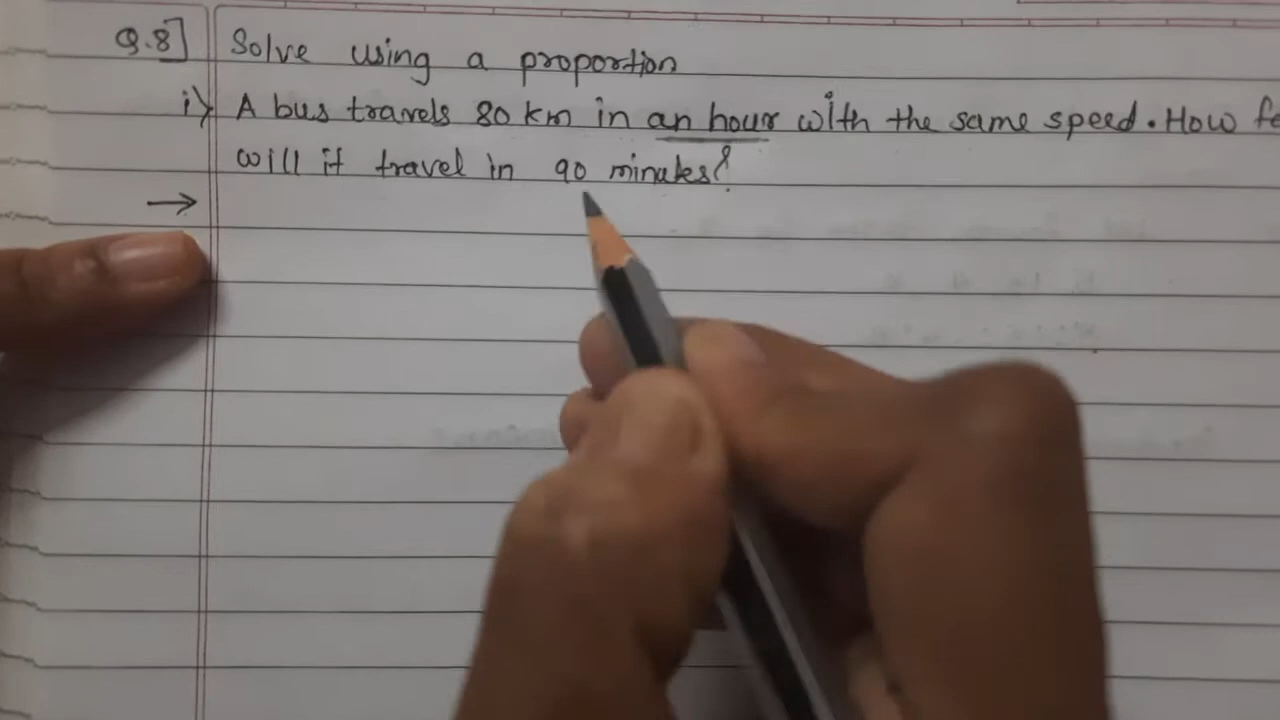 Q.8] Solve using a proportion
i) A bus travels 80 km in an hour with the same speed. How
will it travel in 90 minutes?
→